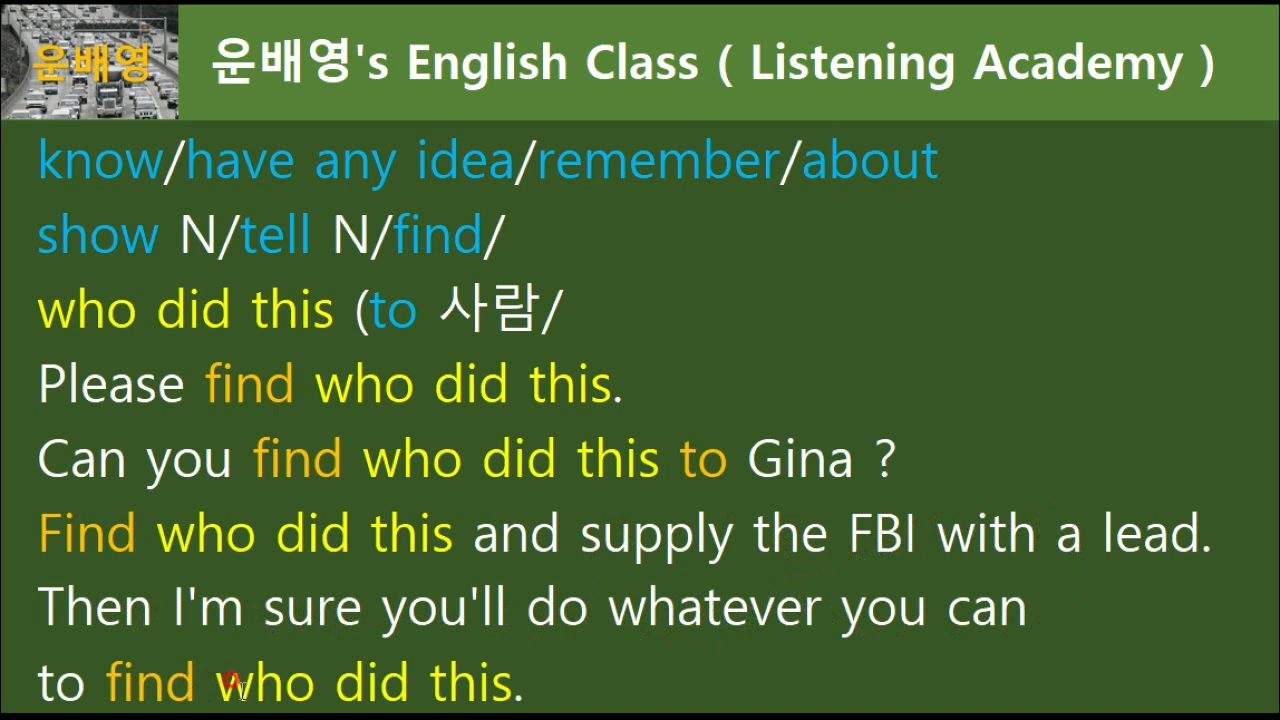 운배영
운배영's English Class ( Listening Academy )
know/have any idea/remember/about
show N/tell N/find/
who did this (to 사람/
Please find who did this.
Can you find who did this to Gina ?
Find who did this and supply the FBI with a lead.
Then I'm sure you'll do whatever you can
to find who did this.